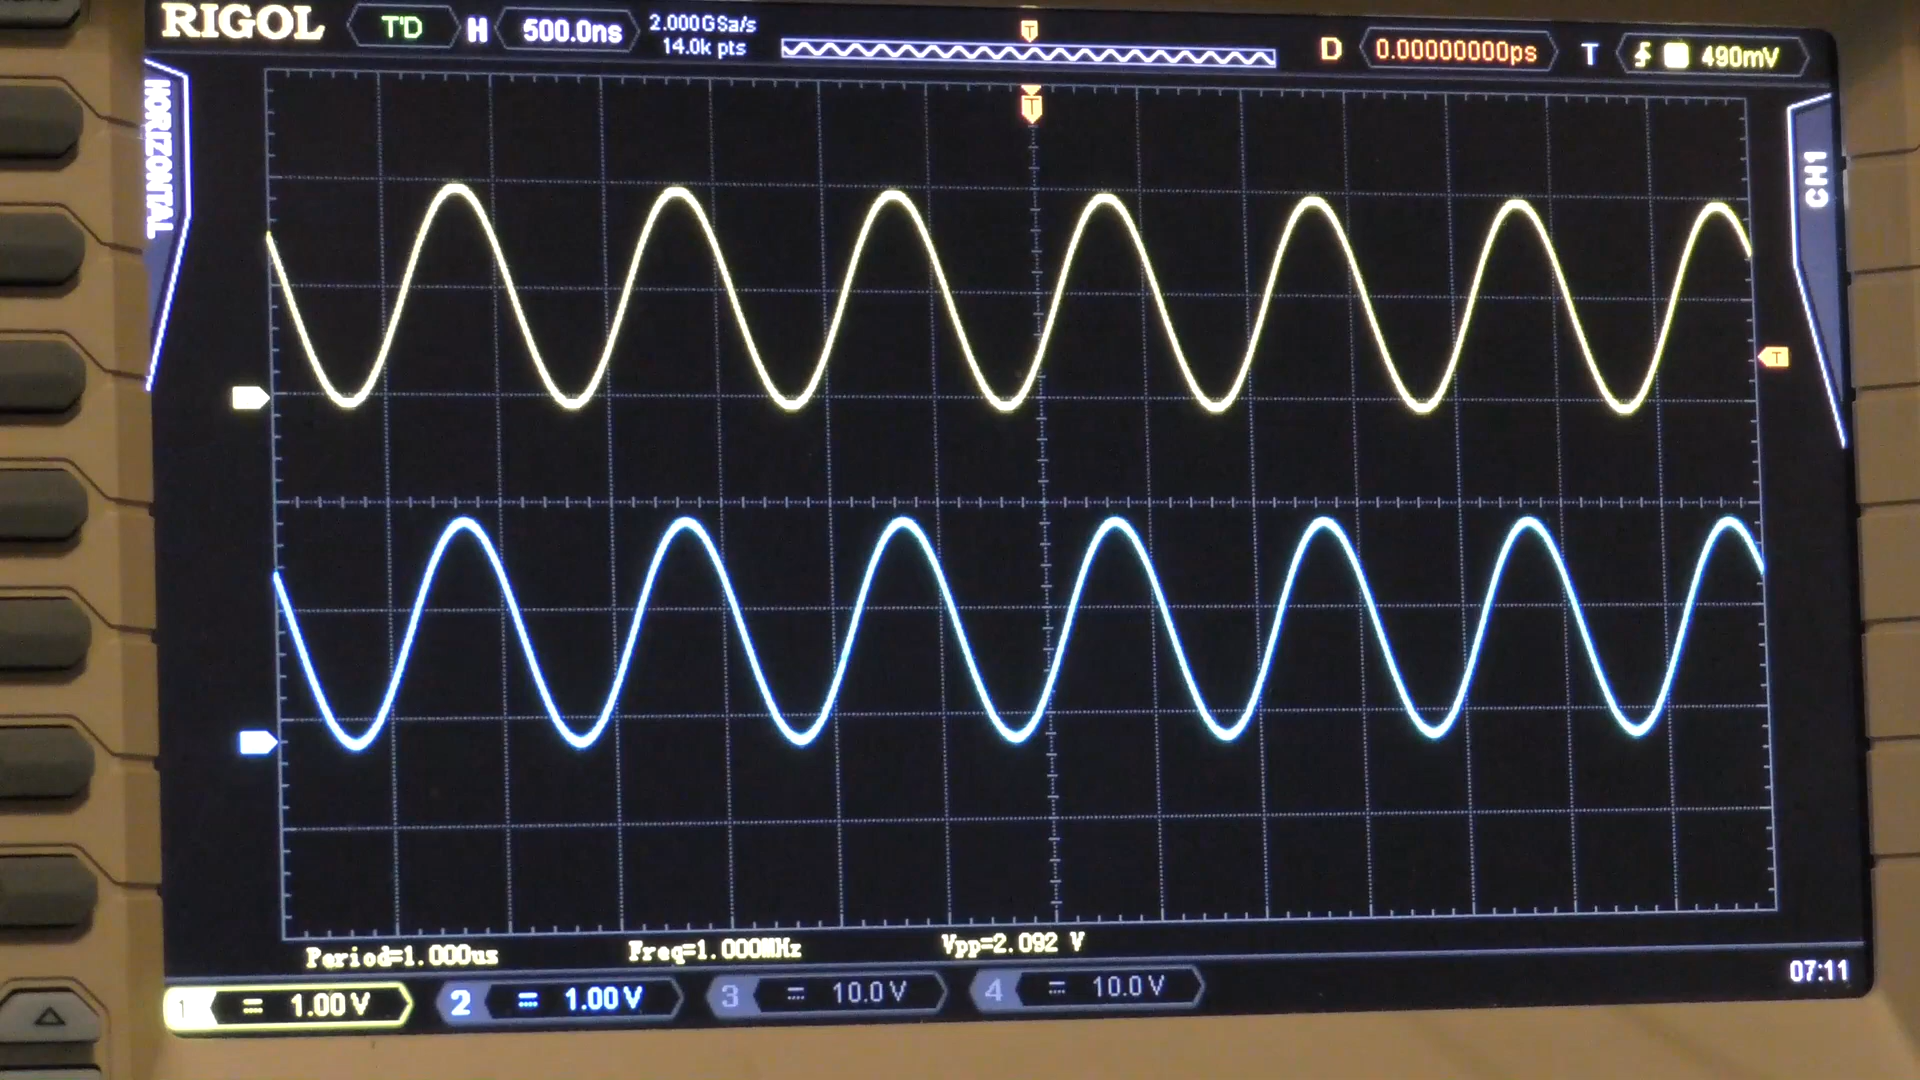 RIGOL T'D H 500.0ns 2.000GSa/s 14.0k pts T D 0.00000000ps T 490mV
HORIZONTAL
T
CH1
T
Period=1.000us Freq=1.000MHz Vpp=2.092 V
07:11
1 1.00 V 2 1.00 V 3 10.0 V 4 10.0 V